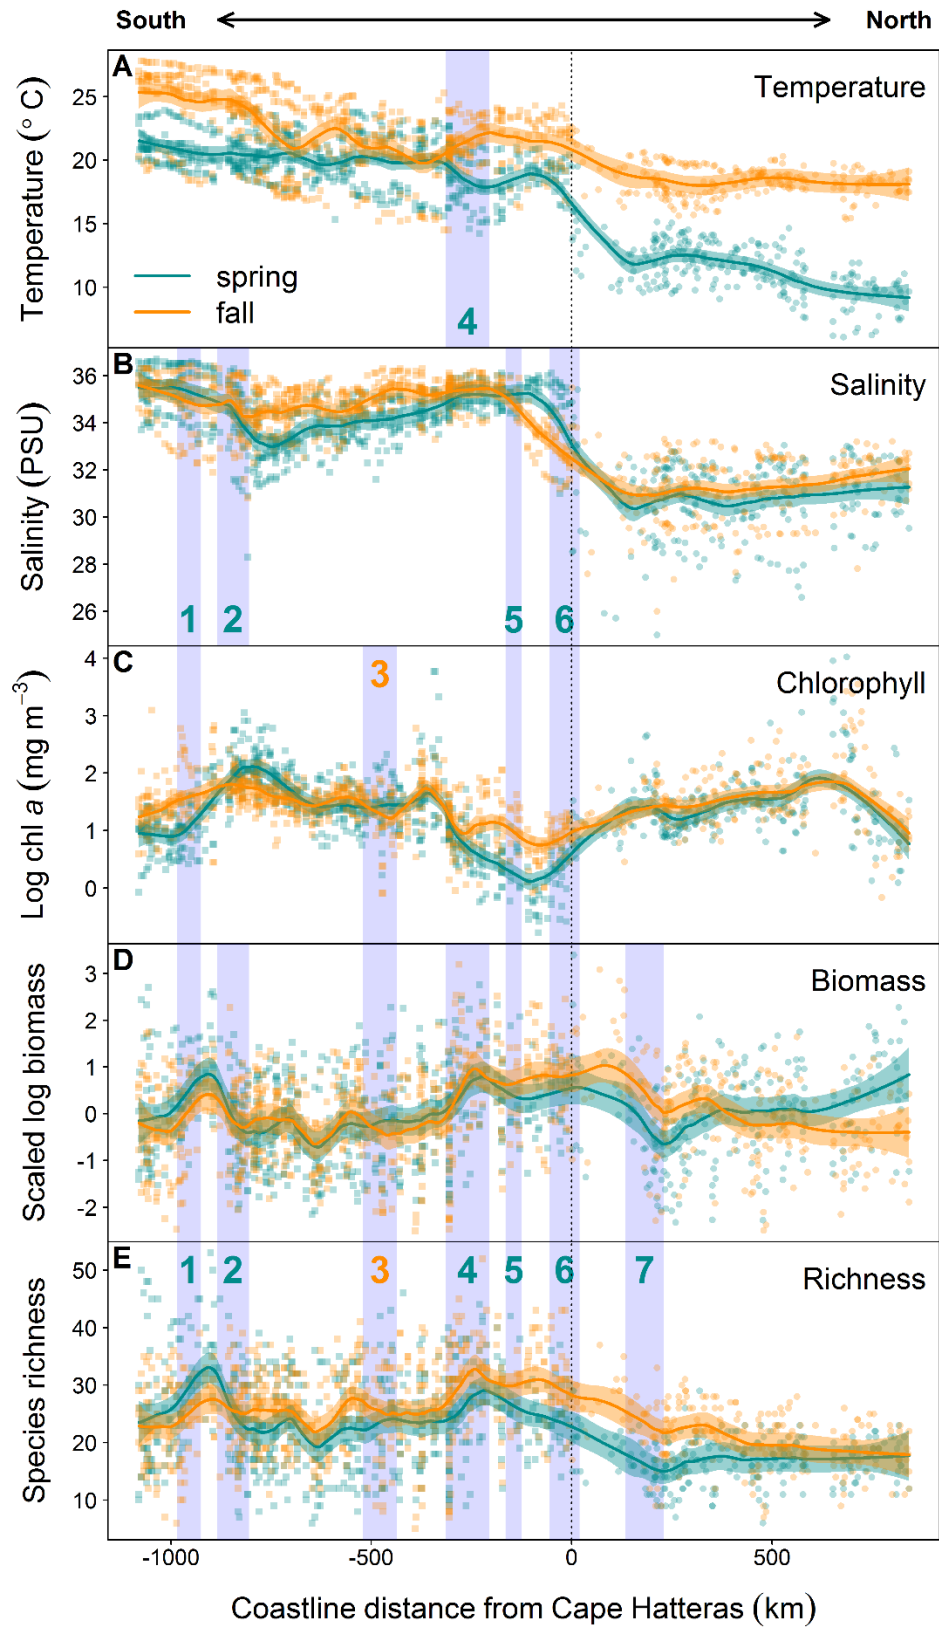 South North
A
Temperature
Temperature (° C)
25
20
15
10
spring
fall
4
B
Salinity
Salinity (PSU)
36
34
32
30
28
26
1 2 5 6
C
3
Chlorophyll
Log chl a (mg m−3)
4
3
2
1
0
D
Biomass
Scaled log biomass
3
2
1
0
-1
-2
E
1 2 3 4 5 6 7
Richness
Species richness
50
40
30
20
10
-1000 -500 0 500
Coastline distance from Cape Hatteras (km)